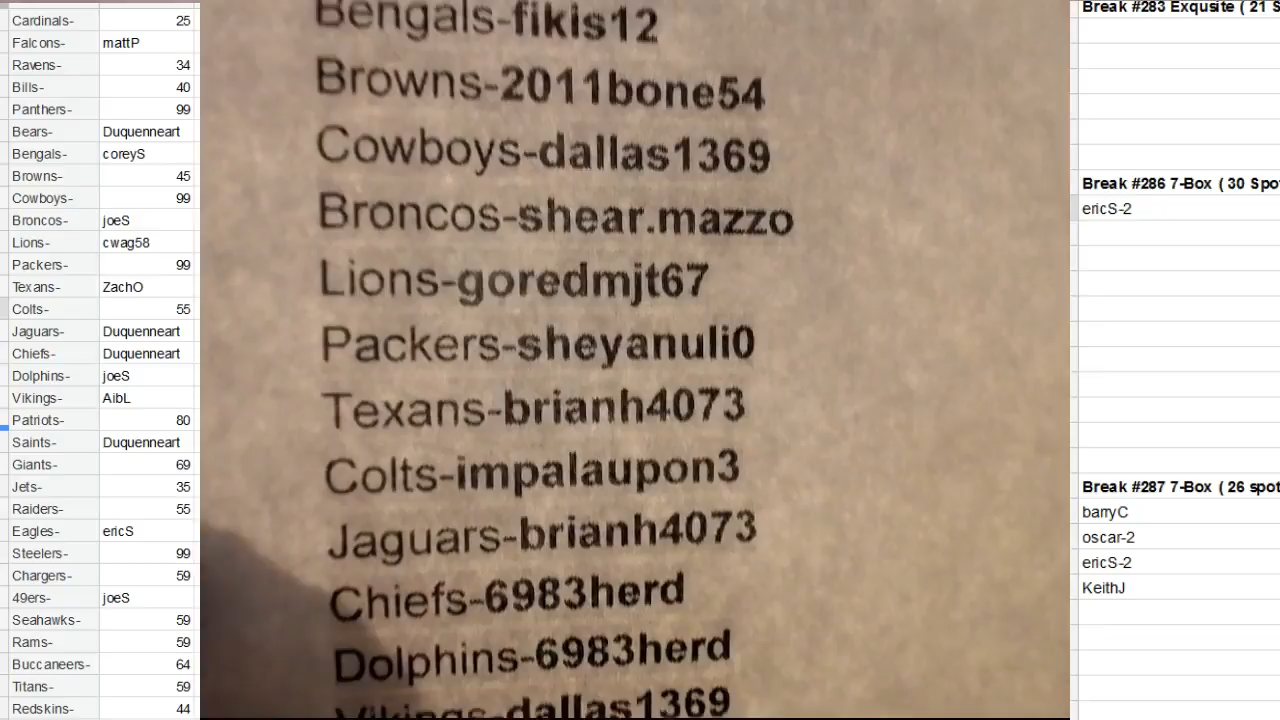 Cardinals- 25
Falcons- mattP
Ravens- 34
Bills- 40
Panthers- 99
Bears- Duquenneart
Bengals- coreyS
Browns- 45
Cowboys- 99
Broncos- joeS
Lions- cwag58
Packers- 99
Texans- ZachO
Colts- 55
Jaguars- Duquenneart
Chiefs- Duquenneart
Dolphins- joeS
Vikings- AibL
Patriots- 80
Saints- Duquenneart
Giants- 69
Jets- 35
Raiders- 55
Eagles- ericS
Steelers- 99
Chargers- 59
49ers- joeS
Seahawks- 59
Rams- 59
Buccaneers- 64
Titans- 59
Redskins- 44
Bengals-fikis12
Browns-2011bone54
Cowboys-dallas1369
Broncos-shear.mazzo
Lions-goredmjt67
Packers-sheyanuli0
Texans-brianh4073
Colts-impalaupon3
Jaguars-brianh4073
Chiefs-6983herd
Dolphins-6983herd
Vikings-dallas1369
Break #283 Exqusite ( 21 S
Break #286 7-Box ( 30 Spo
ericS-2
Break #287 7-Box ( 26 spot
barryC
oscar-2
ericS-2
KeithJ